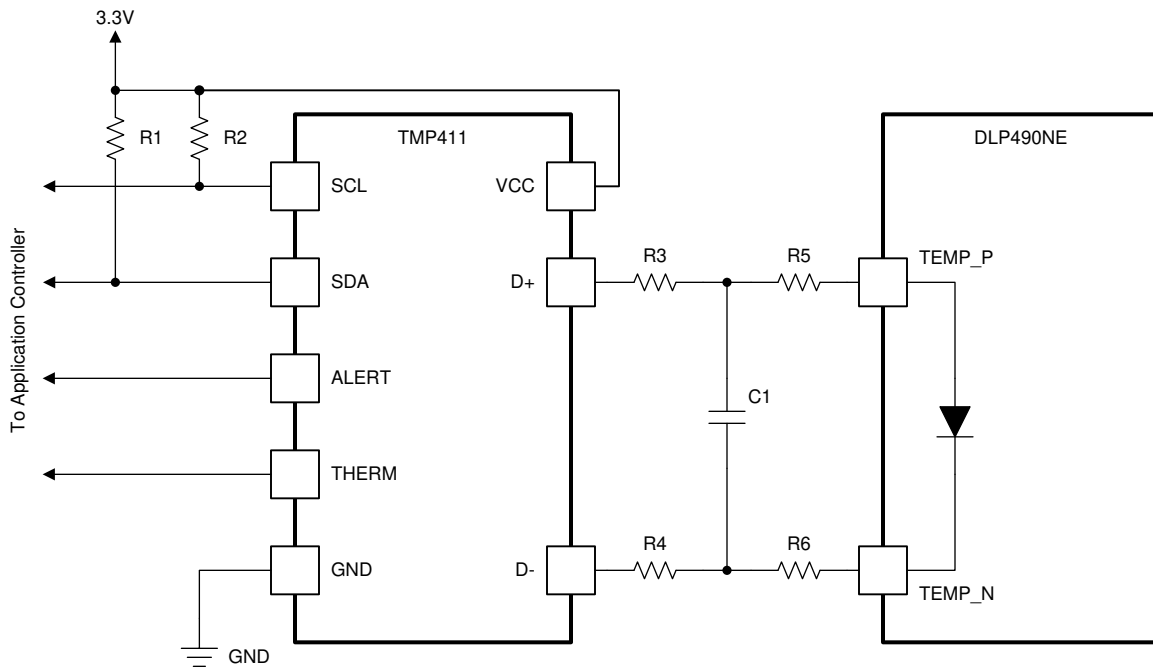 3.3V
R1
R2
TMP411
DLP490NE
SCL
VCC
R3
R5
TEMP_P
SDA
D+
To Application Controller
ALERT
C1
THERM
R4
R6
GND
D-
TEMP_N
GND